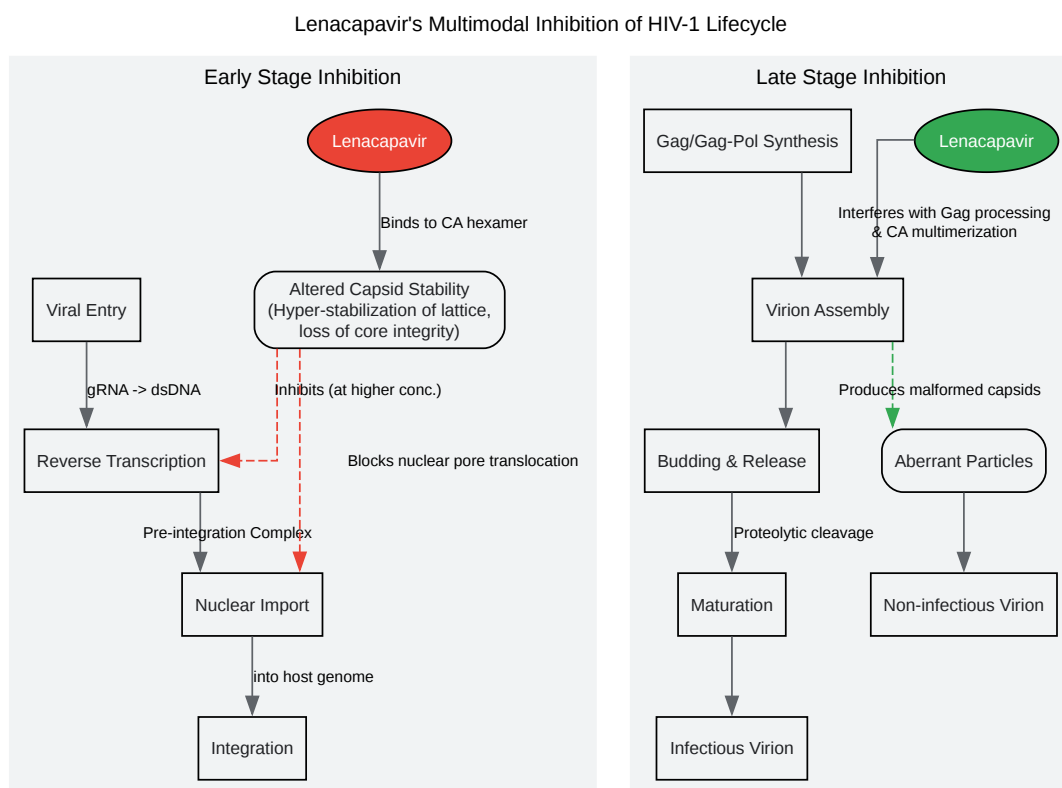 Lenacapavir's Multimodal Inhibition of HIV-1 Lifecycle
Early Stage Inhibition
Lenacapavir
Binds to CA hexamer
Altered Capsid Stability
(Hyper-stabilization of lattice,
loss of core integrity)
Viral Entry
gRNA -> dsDNA
Inhibits (at higher conc.)
Reverse Transcription
Blocks nuclear pore translocation
Pre-integration Complex
Nuclear Import
into host genome
Integration
Late Stage Inhibition
Gag/Gag-Pol Synthesis
Lenacapavir
Interferes with Gag processing
& CA multimerization
Virion Assembly
Produces malformed capsids
Budding & Release
Aberrant Particles
Proteolytic cleavage
Maturation
Non-infectious Virion
Infectious Virion